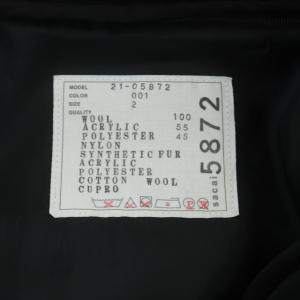 MODEL 21-05872
COLOR 001
SIZE 2
QUALITY
WOOL 100
ACRYLIC 55
POLYESTER 45
NYLON
SYNTHETIC FUR
ACRYLIC
POLYESTER
COTTON WOOL
CUPRO
sacai 5872